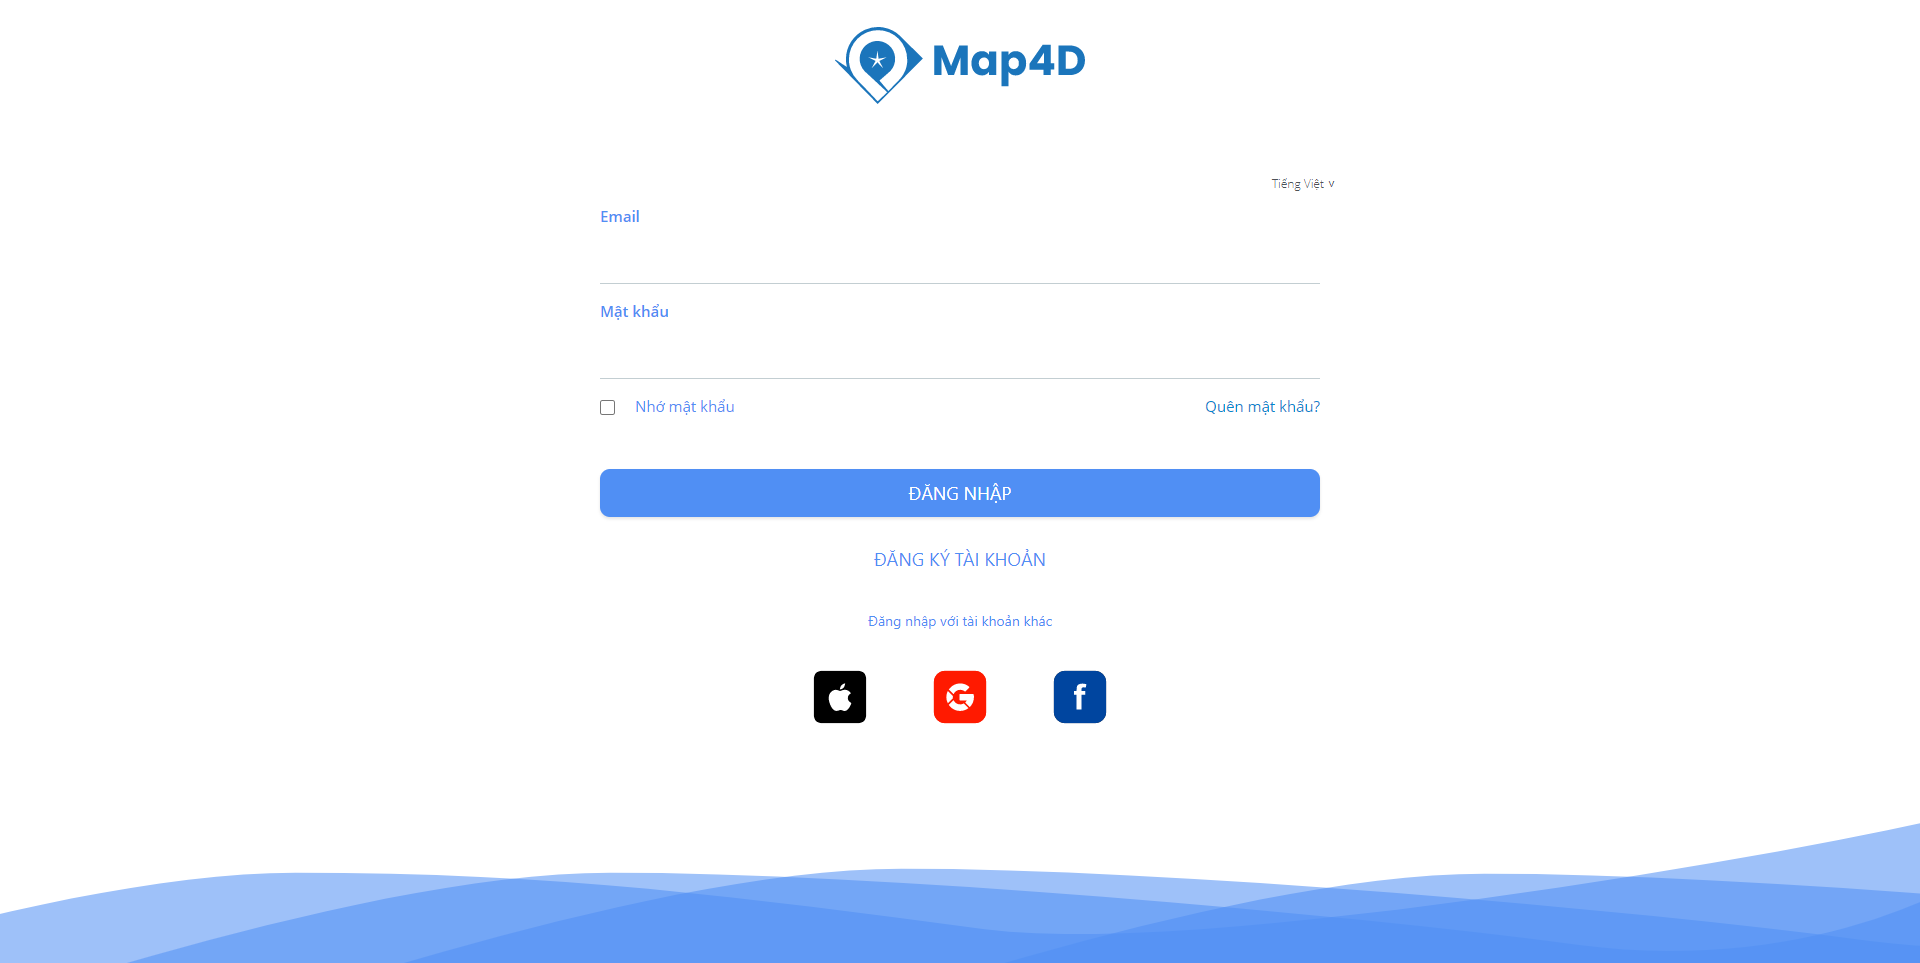 Map4D
Tiếng Việt v
Email
Mật khẩu
Nhớ mật khẩu
Quên mật khẩu?
ĐĂNG NHẬP
ĐĂNG KÝ TÀI KHOẢN
Đăng nhập với tài khoản khác